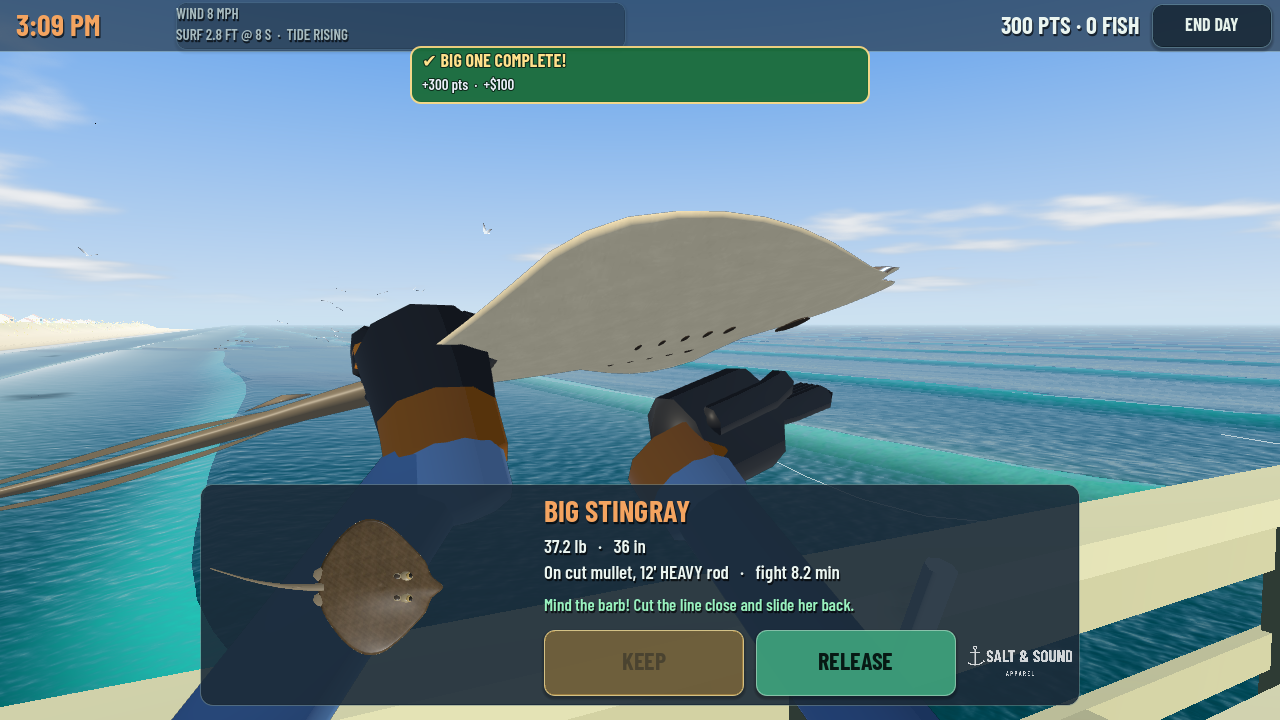 3:09 PM
WIND 8 MPH
SURF 2.8 FT @ 8 S · TIDE RISING
300 PTS · 0 FISH
END DAY
✔ BIG ONE COMPLETE!
+300 pts · +$100
BIG STINGRAY
37.2 lb · 36 in
On cut mullet, 12' HEAVY rod · fight 8.2 min
Mind the barb! Cut the line close and slide her back.
KEEP
RELEASE
SALT & SOUND
APPAREL